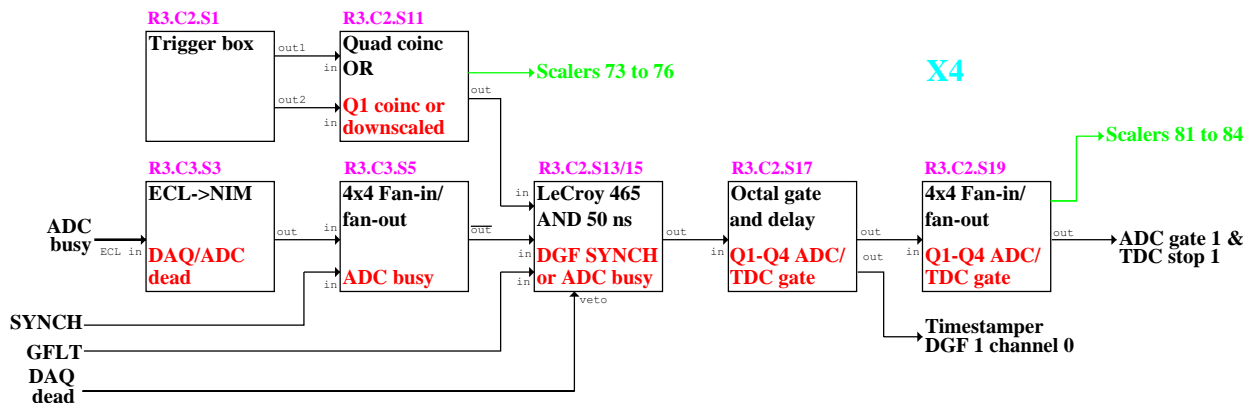 R3.C2.S1
Trigger box
out1
out2
R3.C2.S11
Quad coinc
OR
in
Q1 coinc or
downscaled
in
out
Scalers 73 to 76
X4
Scalers 81 to 84
R3.C3.S3
ECL->NIM
DAQ/ADC
dead
ADC
busy
ECL in
out
R3.C3.S5
4x4 Fan-in/
fan-out
in
ADC busy
in
out
R3.C2.S13/15
LeCroy 465
AND 50 ns
in
in
DGF SYNCH
or ADC busy
in
veto
out
R3.C2.S17
Octal gate
and delay
in
Q1-Q4 ADC/
TDC gate
out
out
R3.C2.S19
4x4 Fan-in/
fan-out
in
Q1-Q4 ADC/
TDC gate
out
ADC gate 1 &
TDC stop 1
Timestamper
DGF 1 channel 0
SYNCH
GFLT
DAQ
dead